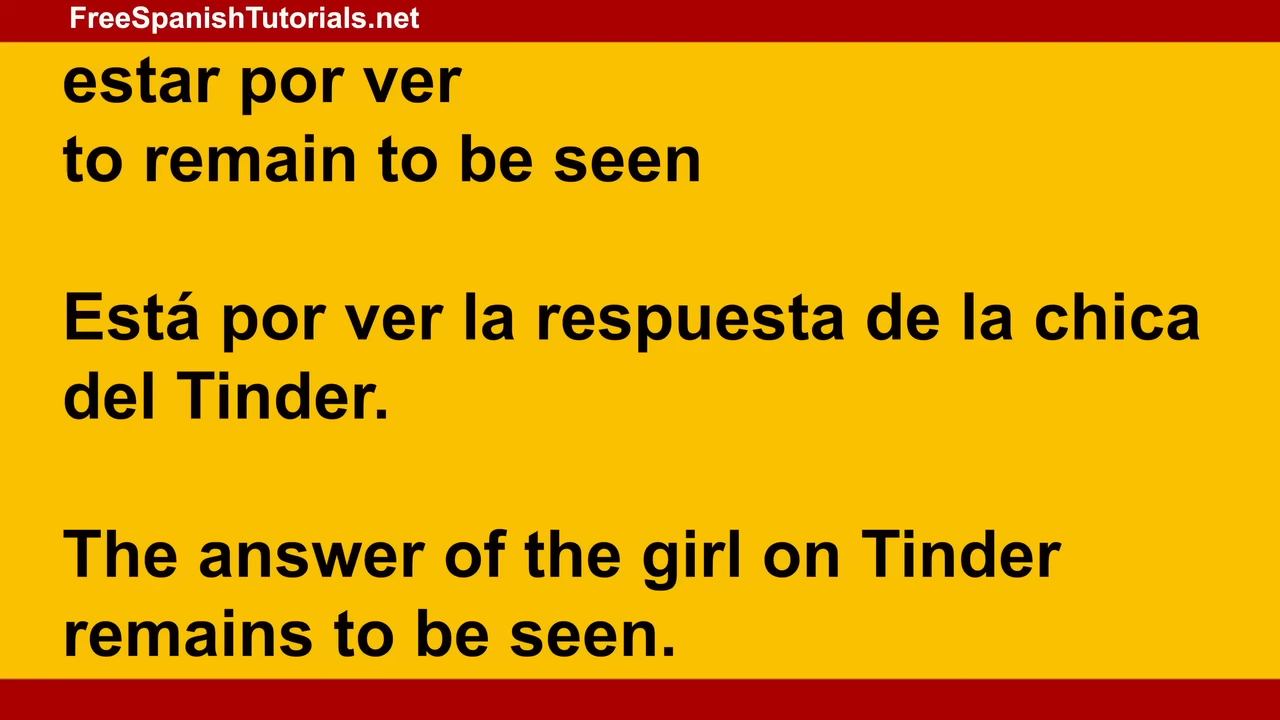 FreeSpanishTutorials.net
estar por ver
to remain to be seen
Está por ver la respuesta de la chica
del Tinder.
The answer of the girl on Tinder
remains to be seen.